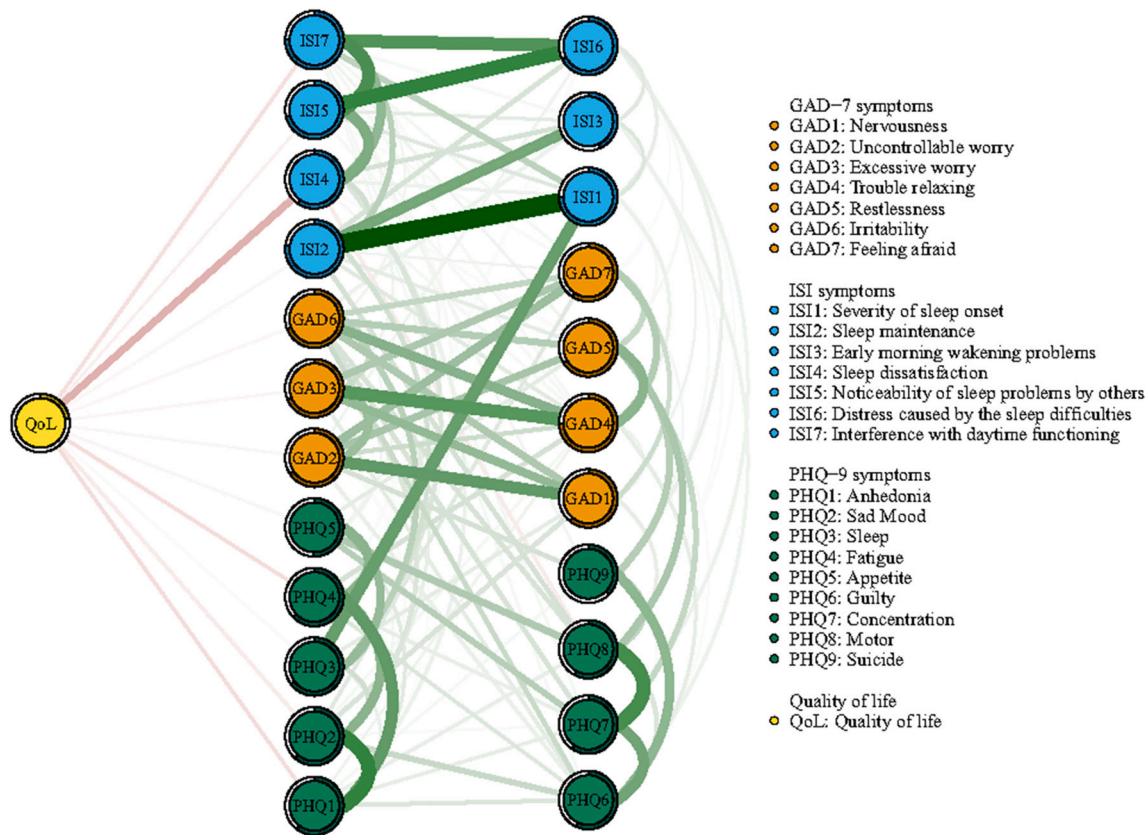 ISI7
ISI5
ISI4
ISI2
GAD6
GAD3
GAD2
PHQ5
PHQ4
PHQ3
PHQ2
PHQ1
QoL
ISI6
ISI3
ISI1
GAD7
GAD5
GAD4
GAD1
PHQ9
PHQ8
PHQ7
PHQ6
GAD−7 symptoms
GAD1: Nervousness
GAD2: Uncontrollable worry
GAD3: Excessive worry
GAD4: Trouble relaxing
GAD5: Restlessness
GAD6: Irritability
GAD7: Feeling afraid
ISI symptoms
ISI1: Severity of sleep onset
ISI2: Sleep maintenance
ISI3: Early morning wakening problems
ISI4: Sleep dissatisfaction
ISI5: Noticeability of sleep problems by others
ISI6: Distress caused by the sleep difficulties
ISI7: Interference with daytime functioning
PHQ−9 symptoms
PHQ1: Anhedonia
PHQ2: Sad Mood
PHQ3: Sleep
PHQ4: Fatigue
PHQ5: Appetite
PHQ6: Guilty
PHQ7: Concentration
PHQ8: Motor
PHQ9: Suicide
Quality of life
QoL: Quality of life